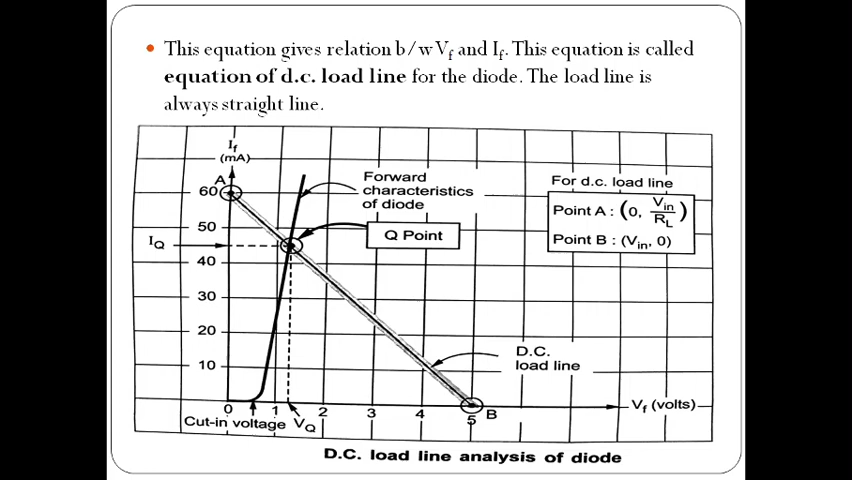 This equation gives relation b/w Vf and If. This equation is called
equation of d.c. load line for the diode. The load line is
always straight line.
If
(mA)
A
60
50
IQ
40
30
20
10
Forward
characteristics
of diode
Q Point
For d.c. load line
Point A : (0, Vin/RL)
Point B : (Vin, 0)
D.C.
load line
0 1 2 3 4 5
B
Vf (volts)
Cut-in voltage VQ
D.C. load line analysis of diode